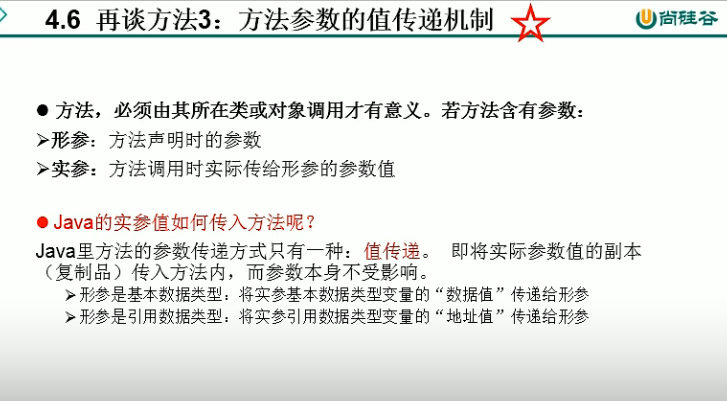 4.6 再谈方法3：方法参数的值传递机制
尚硅谷
● 方法，必须由其所在类或对象调用才有意义。若方法含有参数：
➢形参：方法声明时的参数
➢实参：方法调用时实际传给形参的参数值
● Java的实参值如何传入方法呢？
Java里方法的参数传递方式只有一种：值传递。 即将实际参数值的副本
（复制品）传入方法内，而参数本身不受影响。
➢形参是基本数据类型：将实参基本数据类型变量的“数据值”传递给形参
➢形参是引用数据类型：将实参引用数据类型变量的“地址值”传递给形参